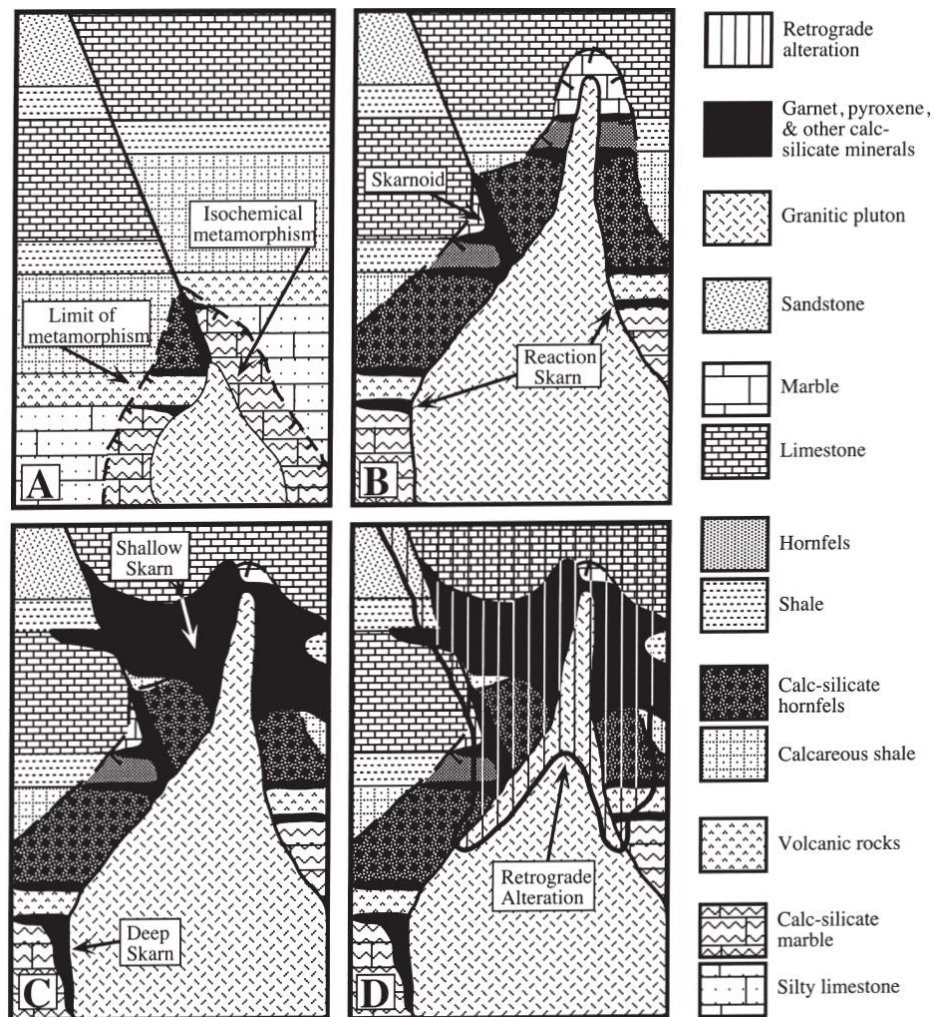 Isochemical
metamorphism
Limit of
metamorphism
A
Skarnoid
Reaction
Skarn
B
Shallow
Skarn
Deep
Skarn
C
Retrograde
Alteration
D
Retrograde
alteration
Garnet, pyroxene,
& other calc-
silicate minerals
Granitic pluton
Sandstone
Marble
Limestone
Hornfels
Shale
Calc-silicate
hornfels
Calcareous shale
Volcanic rocks
Calc-silicate
marble
Silty limestone